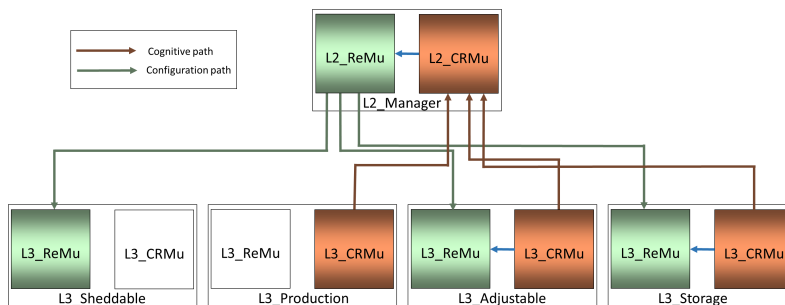 Cognitive path
Configuration path
L2_ReMu
L2_CRMu
L2_Manager
L3_ReMu
L3_CRMu
L3_Sheddable
L3_ReMu
L3_CRMu
L3_Production
L3_ReMu
L3_CRMu
L3_Adjustable
L3_ReMu
L3_CRMu
L3_Storage